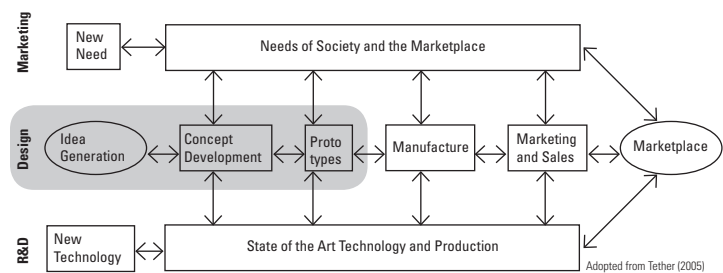 Marketing
New
Need
Needs of Society and the Marketplace
Design
Idea
Generation
Concept
Development
Proto
types
Manufacture
Marketing
and Sales
Marketplace
R&D
New
Technology
State of the Art Technology and Production
Adopted from Tether (2005)